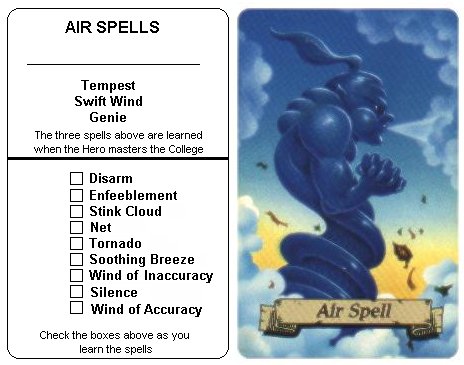 AIR SPELLS
Tempest
Swift Wind
Genie
The three spells above are learned
when the Hero masters the College
Disarm
Enfeeblement
Stink Cloud
Net
Tornado
Soothing Breeze
Wind of Inaccuracy
Silence
Wind of Accuracy
Check the boxes above as you
learn the spells
Air Spell